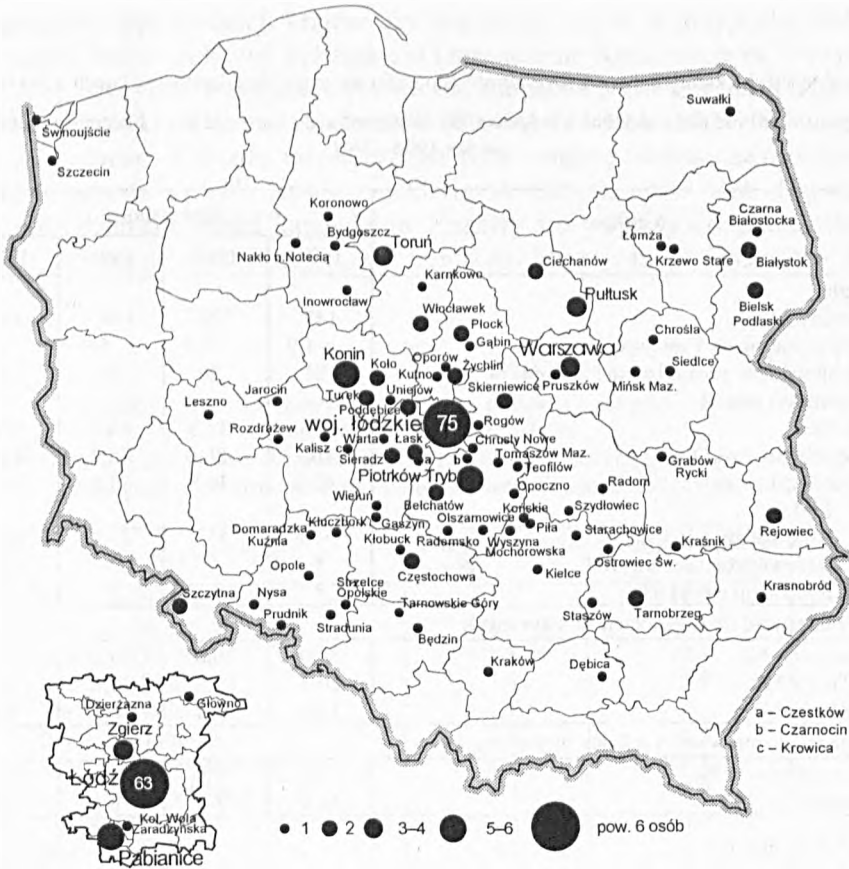 Suwałki
Świnoujście
Szczecin
Koronowo
Czarna
Białostocka
Bydgoszcz
Toruń
Łomża
Nakło n Notecią
Ciechanów
Krzewo Stare
Białystok
Karnkowo
Inowrocław
Pułtusk
Bielsk
Podlaski
Włocławek
Płock
Chrośla
Gąbin
Warszawa
Oporów
Konin
Koło
Żychlin
Siedlce
Kutno
Skierniewice
Pruszków
Mińsk Maz.
Jarocin
Uniejów
Leszno
Turek
Poddębice
woj. łódzkie
75
Rogów
Rozdrażew
Warta
Łask
Chrusty Nowe
Kalisz c
Tomaszów Maz.
Sieradz
a
b
Teofilów
Grabów
Rycki
Piotrków Tryb
Opoczno
Radom
Wieluń
Bełchatów
Końskie
Szydłowiec
Domaradzka
Kuźnia
Kluczbork
Gaszyn
Olszamowice
Piła
Starachowice
Rejowiec
Kłobuck
Radomsko
Wyszyna
Mochorowska
Kraśnik
Opole
Ostrowiec Św.
Częstochowa
Kielce
Szczytna
Nysa
Strzelce
Opolskie
Krasnobród
Tarnowskie Góry
Staszów
Tarnobrzeg
Prudnik
Stradunia
Będzin
Kraków
Dębica
Dzierżązna
Głowno
Zgierz
a – Czestków
b – Czarnocin
c – Krowica
Łódź
63
Kol. Wola
Zaradzyńska
Pabianice
1 2 3–4 5–6 pow. 6 osób